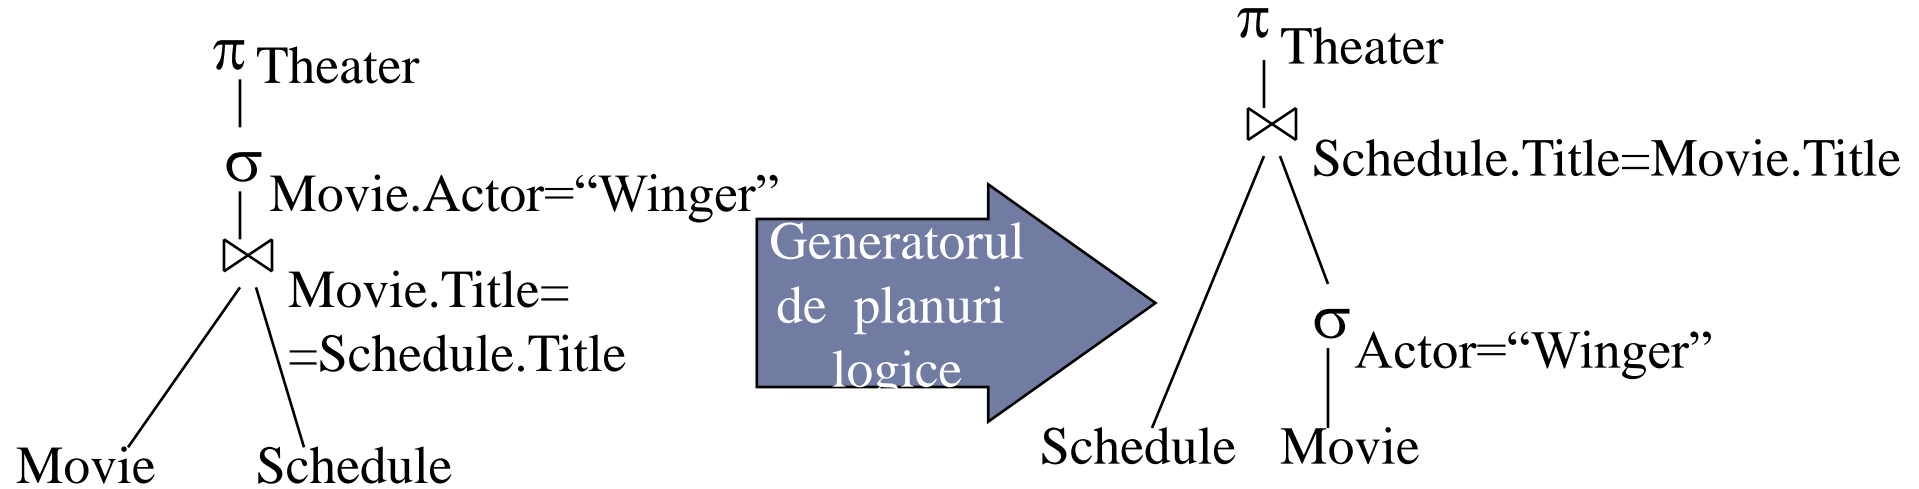 π Theater
σ Movie.Actor=“Winger”
⋈ Movie.Title=
=Schedule.Title
Movie Schedule
Generatorul
de planuri
logice
π Theater
⋈ Schedule.Title=Movie.Title
σ Actor=“Winger”
Schedule Movie